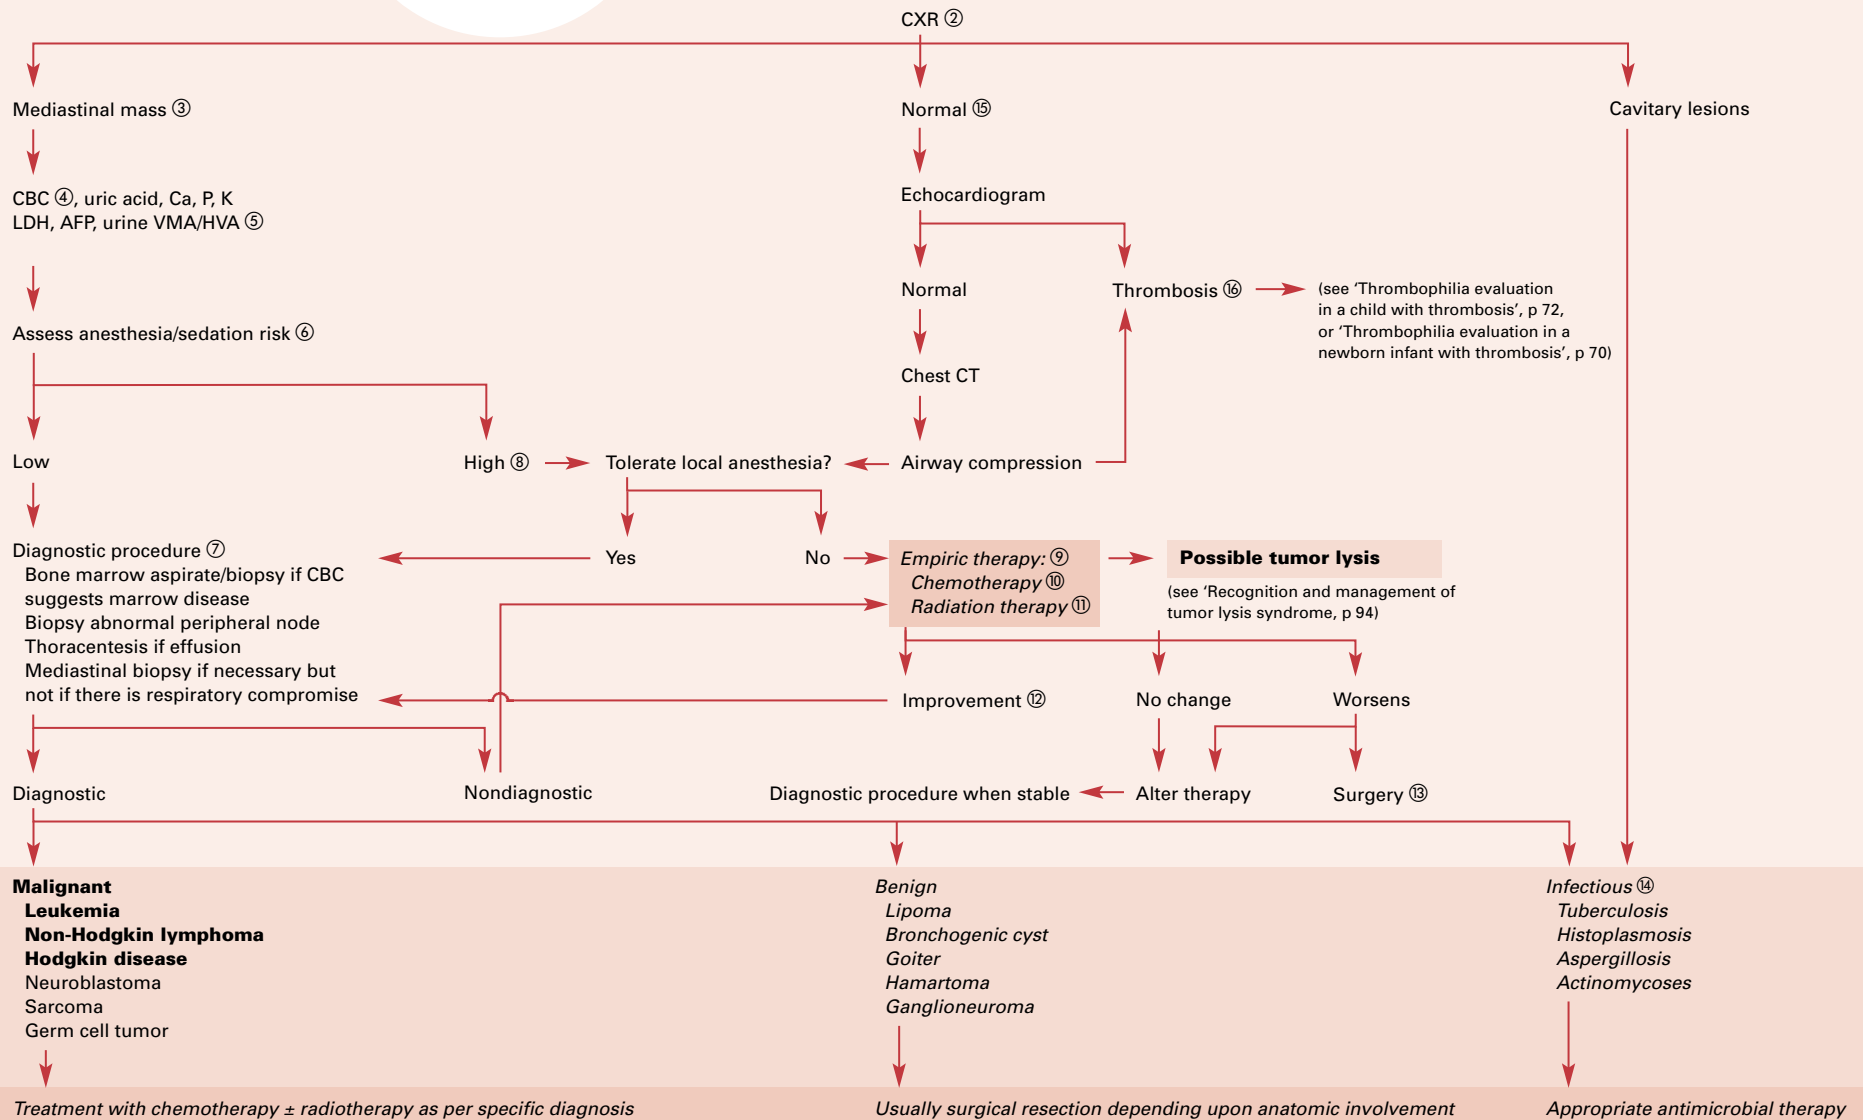 CXR ②
Mediastinal mass ③
Normal ⑮
Cavitary lesions
CBC ④, uric acid, Ca, P, K
LDH, AFP, urine VMA/HVA ⑤
Echocardiogram
Normal
Thrombosis ⑯
(see ‘Thrombophilia evaluation
in a child with thrombosis’, p 72,
or ‘Thrombophilia evaluation in a
newborn infant with thrombosis’, p 70)
Assess anesthesia/sedation risk ⑥
Chest CT
Low
High ⑧
Tolerate local anesthesia?
Airway compression
Diagnostic procedure ⑦
Bone marrow aspirate/biopsy if CBC
suggests marrow disease
Biopsy abnormal peripheral node
Thoracentesis if effusion
Mediastinal biopsy if necessary but
not if there is respiratory compromise
Yes
No
Empiric therapy: ⑨
Chemotherapy ⑩
Radiation therapy ⑪
Possible tumor lysis
(see ‘Recognition and management of
tumor lysis syndrome, p 94)
Improvement ⑫
No change
Worsens
Diagnostic
Nondiagnostic
Diagnostic procedure when stable
Alter therapy
Surgery ⑬
Malignant
Leukemia
Non-Hodgkin lymphoma
Hodgkin disease
Neuroblastoma
Sarcoma
Germ cell tumor
Benign
Lipoma
Bronchogenic cyst
Goiter
Hamartoma
Ganglioneuroma
Infectious ⑭
Tuberculosis
Histoplasmosis
Aspergillosis
Actinomycoses
Treatment with chemotherapy ± radiotherapy as per specific diagnosis
Usually surgical resection depending upon anatomic involvement
Appropriate antimicrobial therapy